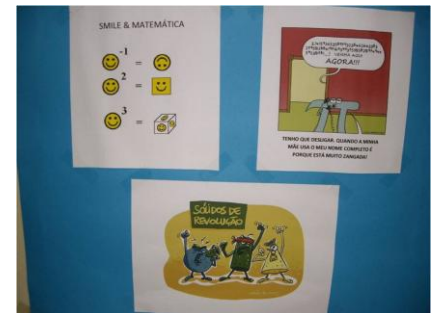 SMILE & MATEMÁTICA
-1
=
2
=
3
=
AGORA!!!
TENHO QUE DESLIGAR. QUANDO A MINHA
MÃE USA O MEU NOME COMPLETO É
PORQUE ESTÁ MUITO ZANGADA!
SÓLIDOS DE
REVOLUÇÃO